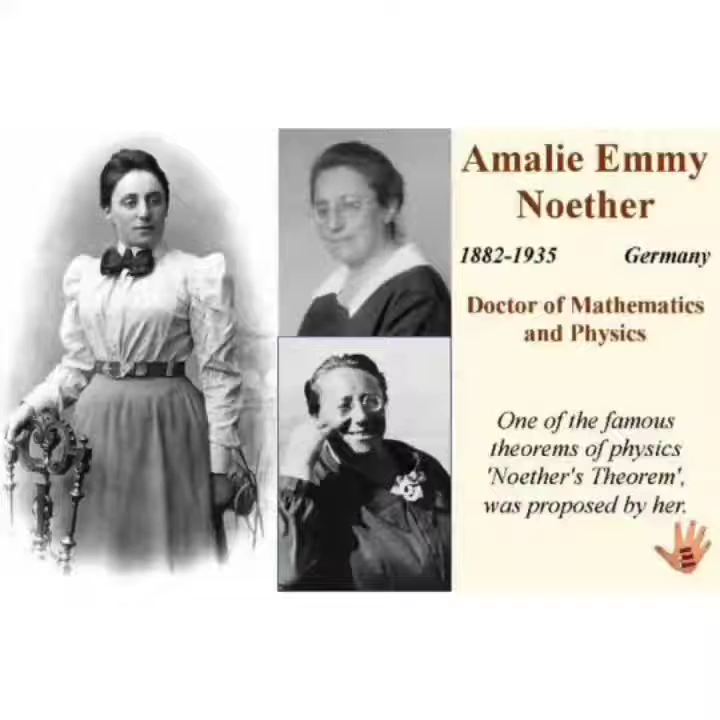 Amalie Emmy
Noether
1882-1935 Germany
Doctor of Mathematics
and Physics
One of the famous
theorems of physics
'Noether's Theorem',
was proposed by her.